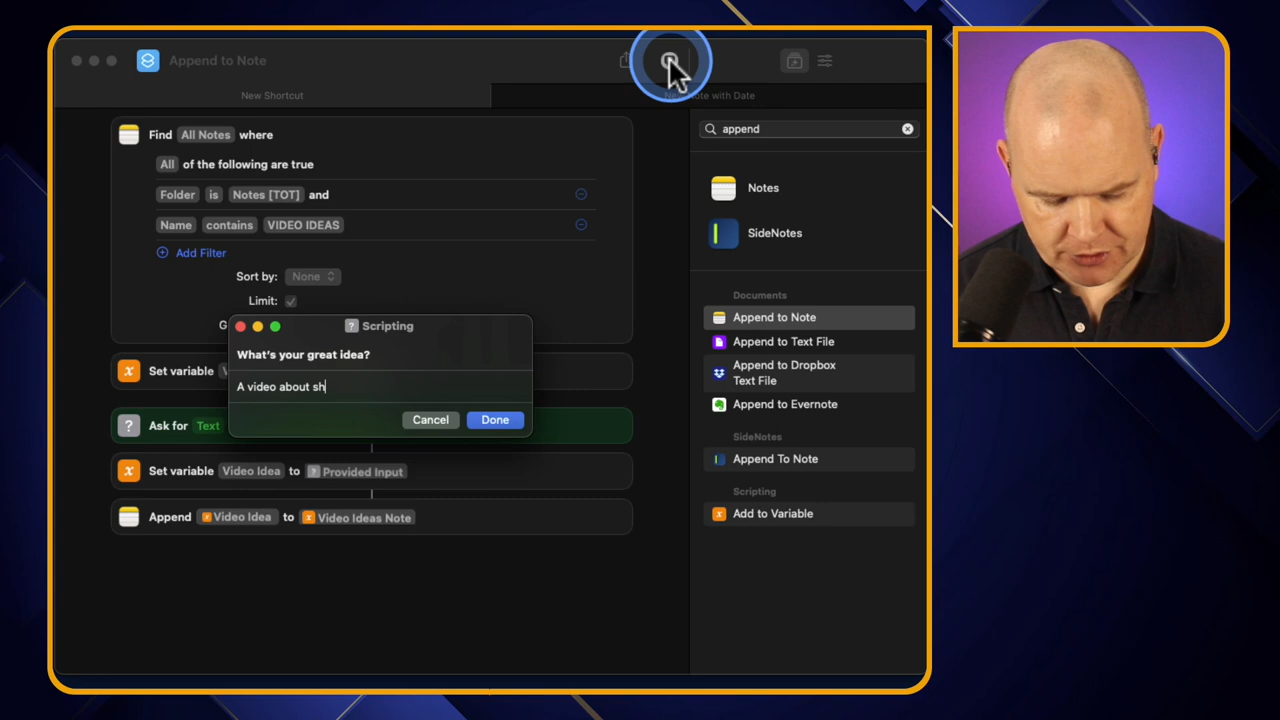 Append to Note
New Shortcut
Note with Date
Find All Notes where
All of the following are true
Folder is Notes [TOT] and
Name contains VIDEO IDEAS
Add Filter
Sort by: None
Limit:
Set variable
What's your great idea?
Scripting
A video about sh
Cancel Done
? Ask for Text
Set variable Video Idea to Provided Input
Append Video Idea to Video Ideas Note
append
Notes
SideNotes
Documents
Append to Note
Append to Text File
Append to Dropbox
Text File
Append to Evernote
SideNotes
Append To Note
Scripting
Add to Variable